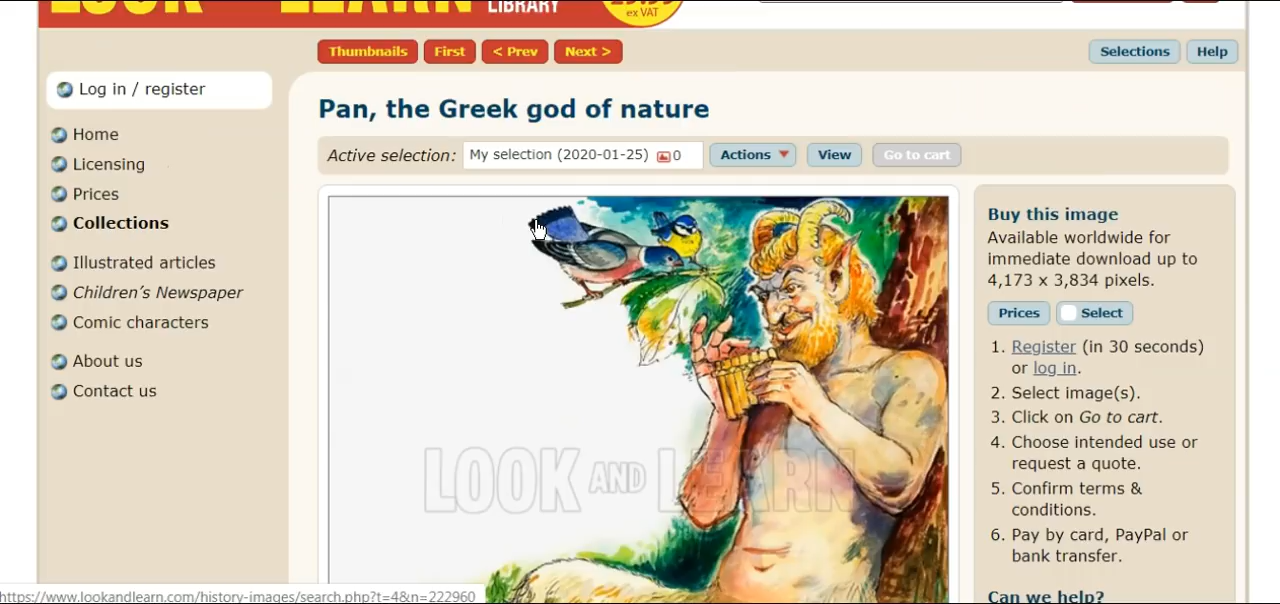 LIBRARY
ex VAT
Thumbnails First < Prev Next > Selections Help
Log in / register
Home
Licensing
Prices
Collections
Illustrated articles
Children's Newspaper
Comic characters
About us
Contact us
Pan, the Greek god of nature
Active selection: My selection (2020-01-25) 0 Actions View Go to cart
LOOK AND LEARN
Buy this image
Available worldwide for
immediate download up to
4,173 x 3,834 pixels.
Prices Select
1. Register (in 30 seconds)
or log in.
2. Select image(s).
3. Click on Go to cart.
4. Choose intended use or
request a quote.
5. Confirm terms &
conditions.
6. Pay by card, PayPal or
bank transfer.
Can we help?
https://www.lookandlearn.com/history-images/search.php?t=4&n=222960